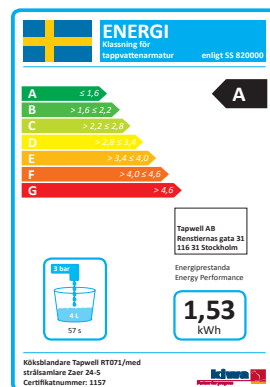 ENERGI
Klassning för
tappvattenarmatur enligt SS 820000
A ≤ 1,6
B > 1,6 ≤ 2,2
C > 2,2 ≤ 2,8
D > 2,8 ≤ 3,4
E > 3,4 ≤ 4,0
F > 4,0 ≤ 4,6
G > 4,6
A
Tapwell AB
Renstiernas gata 31
116 31 Stockholm
3 bar
4 L
57 s
Energiprestanda
Energy Performance
1,53
kWh
Köksblandare Tapwell RT071/med
strålsamlare Zaer 24-5
Certifikatnummer: 1157
kiwa
Partner for progress